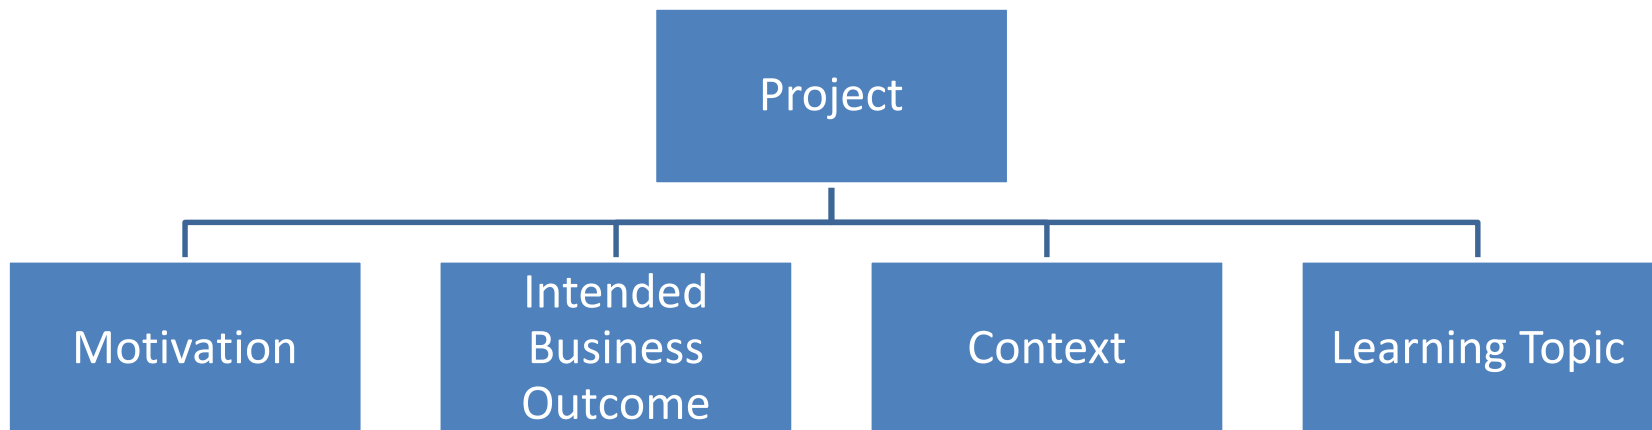 Project
Motivation
Intended
Business
Outcome
Context
Learning Topic